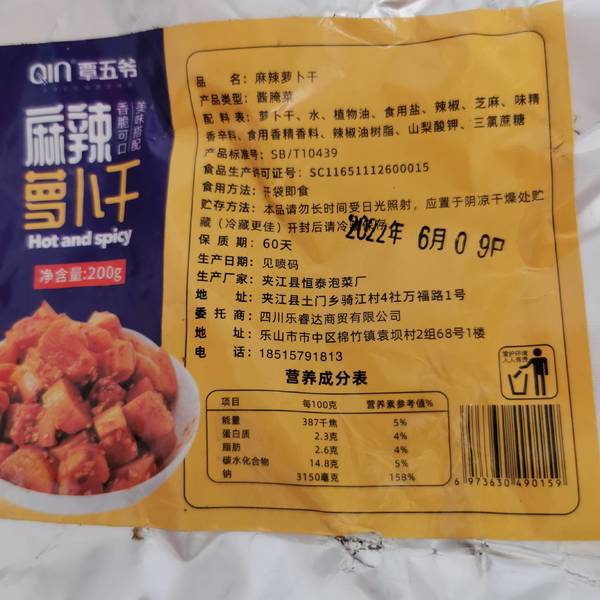 QIN 覃五爷
麻辣
萝卜干
香脆可口
美味搭配
Hot and spicy
净含量:200g
品 名：麻辣萝卜干
产品类型：酱腌菜
配 料 表：萝卜干、水、植物油、食用盐、辣椒、芝麻、味精
香辛料、食用香精香料、辣椒油树脂、山梨酸钾、三氯蔗糖
产品标准号：SB/T10439
食品生产许可证号：SC11651112600015
食用方法：开袋即食
贮存方法：本品请勿长时间受日光照射，应置于阴凉干燥处贮
藏（冷藏更佳）开封后请冷藏保存
2022年 6月 0 9日
保 质 期：60天
生产日期：见喷码
生产厂家：夹江县恒泰泡菜厂
地 址：夹江县土门乡骑江村4社万福路1号
委 托 商：四川乐睿达商贸有限公司
地 址：乐山市市中区棉竹镇袁坝村2组68号1楼
电 话：18515791813
爱护环境
人人有责
营养成分表
项目 每100克 营养素参考值%
能量 387千焦 5%
蛋白质 2.3克 4%
脂肪 2.6克 4%
碳水化合物 14.8克 5%
钠 3150毫克 158%
6 973630 490159